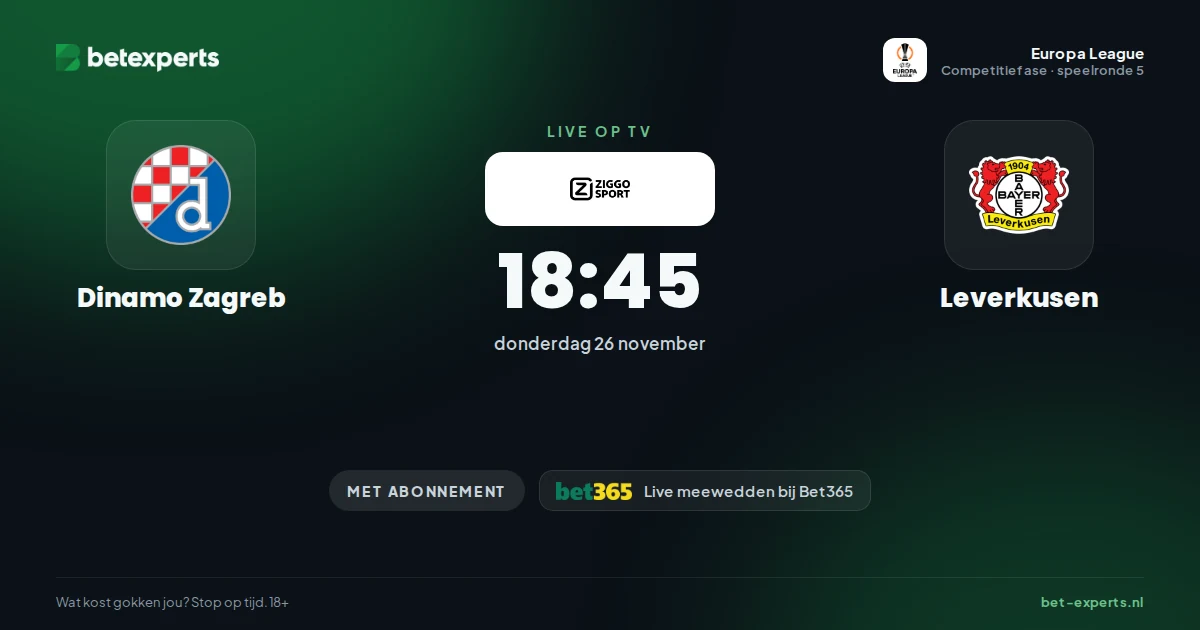 betexperts
EUROPA
LEAGUE
Europa League
Competitiefase · speelronde 5
LIVE OP TV
ZIGGO
SPORT
1904
BAYER
BAYER
Leverkusen
d
Dinamo Zagreb
18:45
Leverkusen
donderdag 26 november
MET ABONNEMENT
bet365 Live meewedden bij Bet365
Wat kost gokken jou? Stop op tijd. 18+
bet-experts.nl